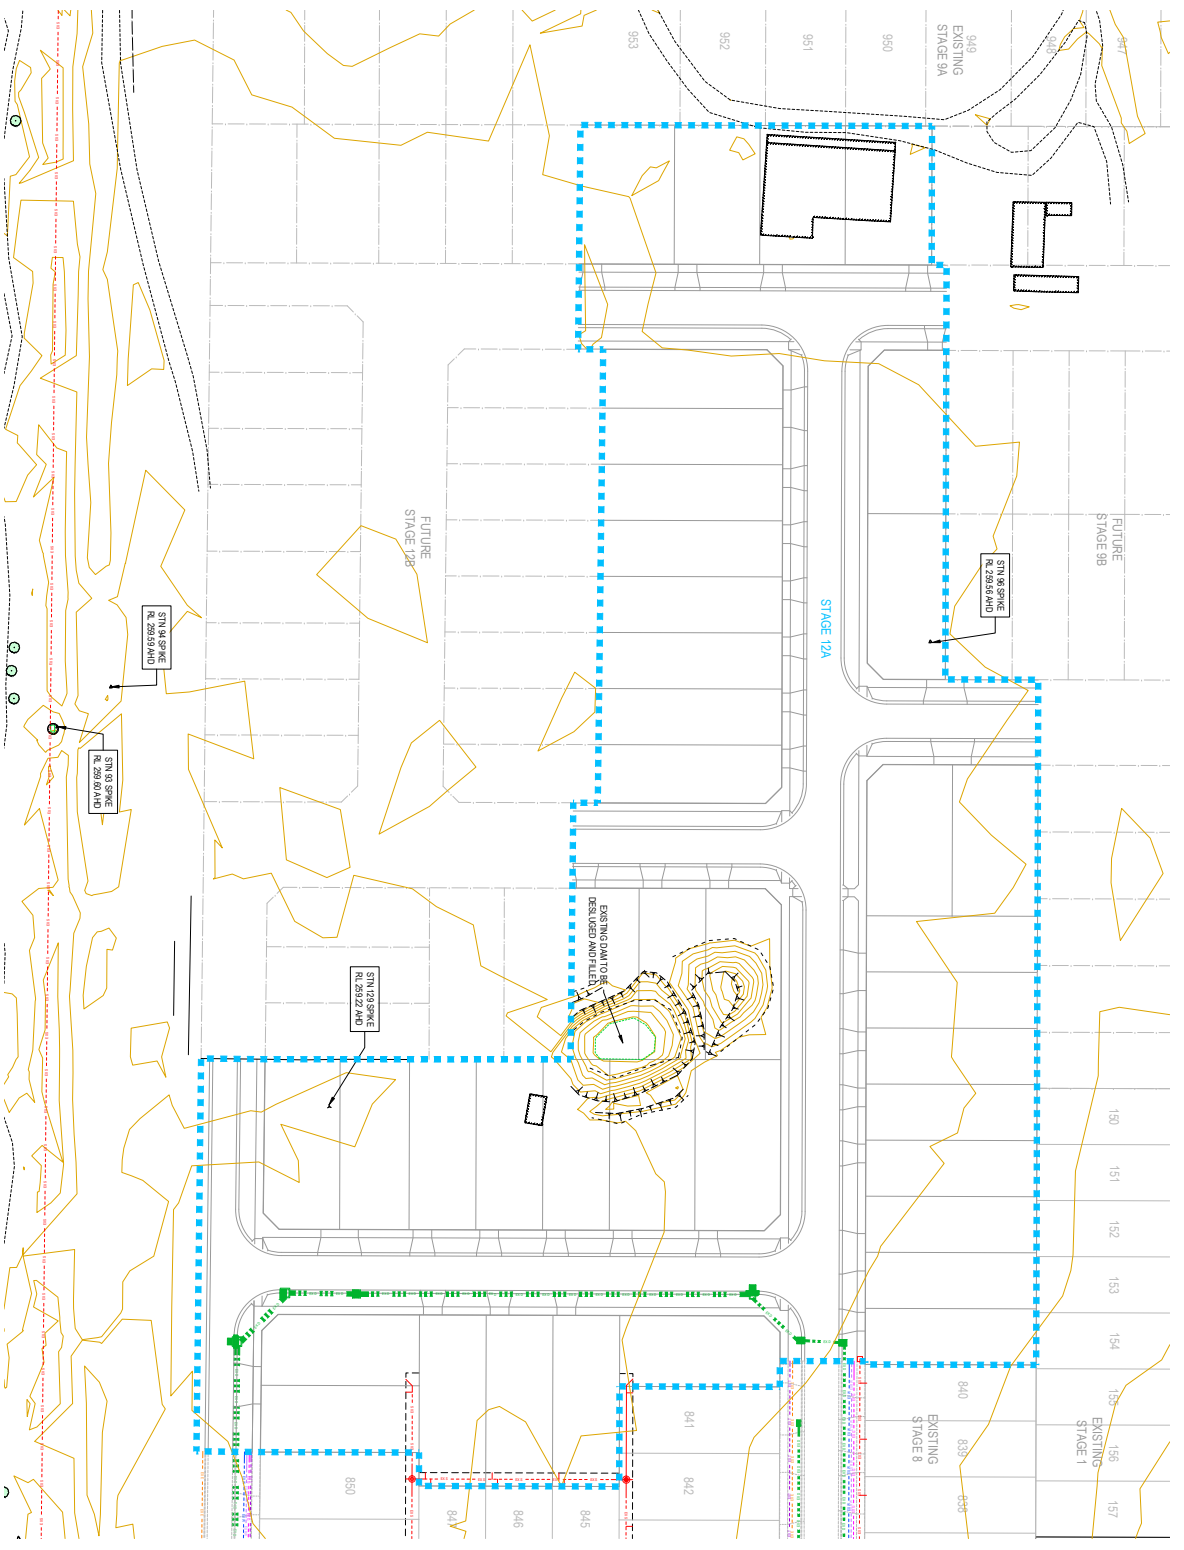 953
952
951
950
949
EXISTING
STAGE 9A
948
947
FUTURE
STAGE 12B
FUTURE
STAGE 9B
STN 96 SPIKE
RL 259.56 AHD
STAGE 12A
STN 94 SPIKE
RL 259.59 AHD
STN 93 SPIKE
RL 259.60 AHD
EXISTING DAM TO BE
DESLUGED AND FILLED
STN 129 SPIKE
RL 259.22 AHD
150
151
152
153
154
155
156
157
EXISTING
STAGE 1
840
839
838
EXISTING
STAGE 8
841
842
845
846
847
850